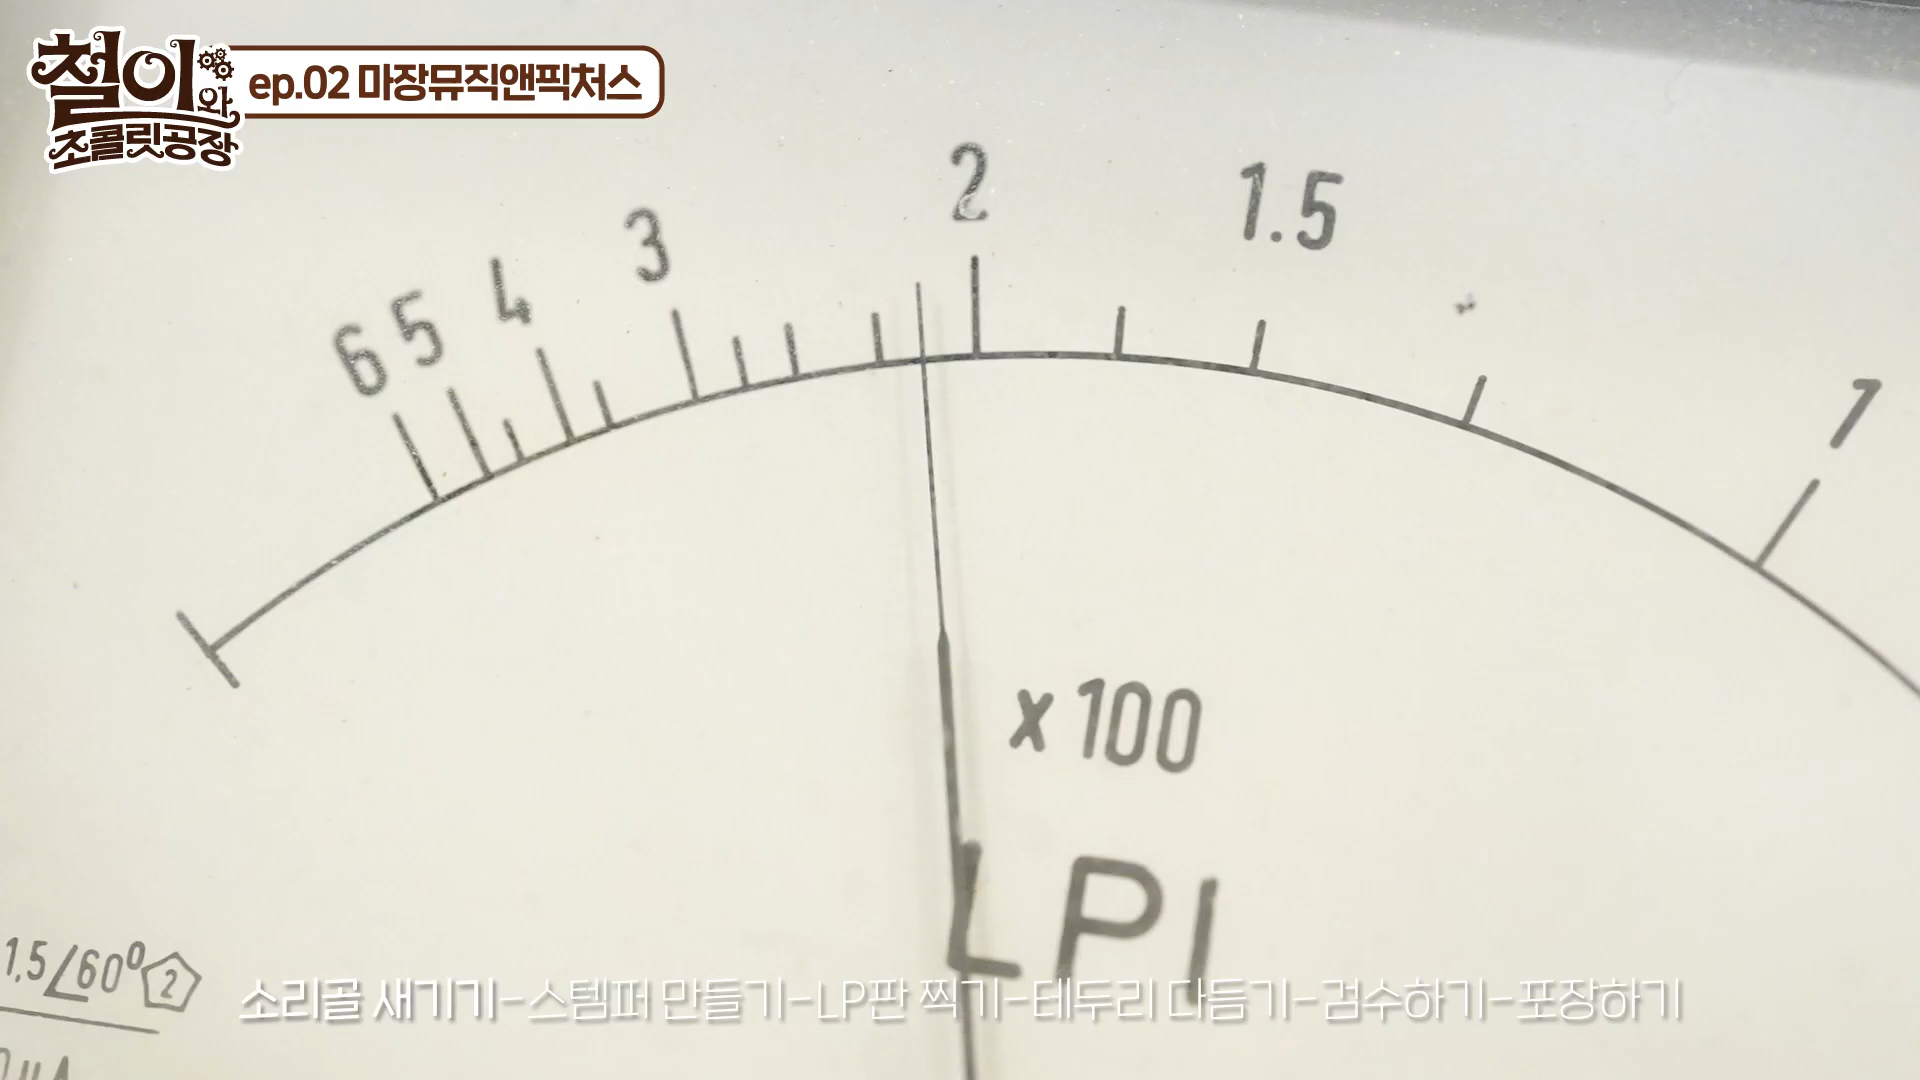 철이와
초콜릿공장
ep.02 마장뮤직앤픽처스
6 5 4 3 2 1.5 1
x100
LPI
1,5∠60⁰ 2
소리골 새기기-스템퍼 만들기-LP판 찍기-테두리 다듬기-검수하기-포장하기